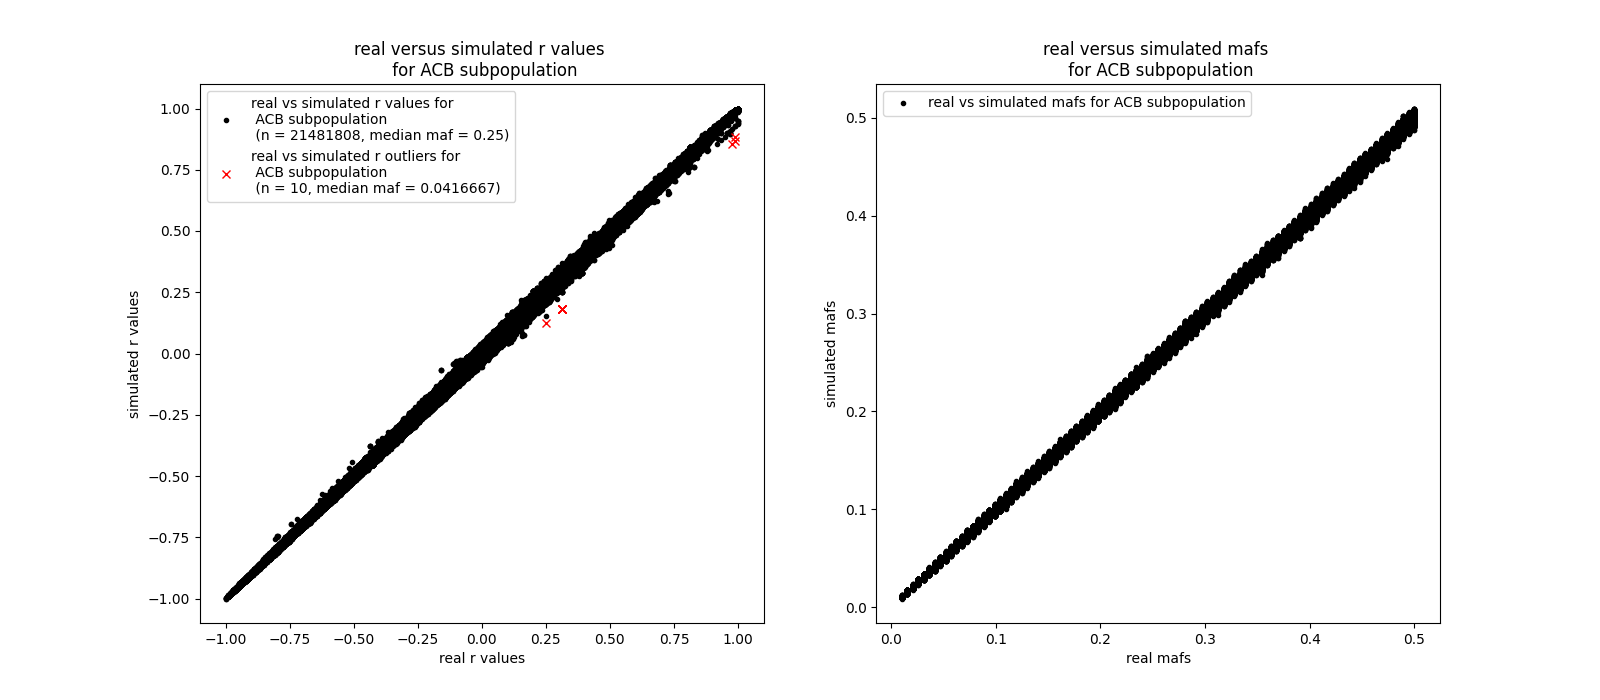 real versus simulated r values
for ACB subpopulation
real vs simulated r values for
ACB subpopulation
(n = 21481808, median maf = 0.25)
real vs simulated r outliers for
ACB subpopulation
(n = 10, median maf = 0.0416667)
1.00
0.75
0.50
0.25
0.00
−0.25
−0.50
−0.75
−1.00
simulated r values
−1.00 −0.75 −0.50 −0.25 0.00 0.25 0.50 0.75 1.00
real r values
real versus simulated mafs
for ACB subpopulation
real vs simulated mafs for ACB subpopulation
0.5
0.4
0.3
0.2
0.1
0.0
simulated mafs
0.0 0.1 0.2 0.3 0.4 0.5
real mafs